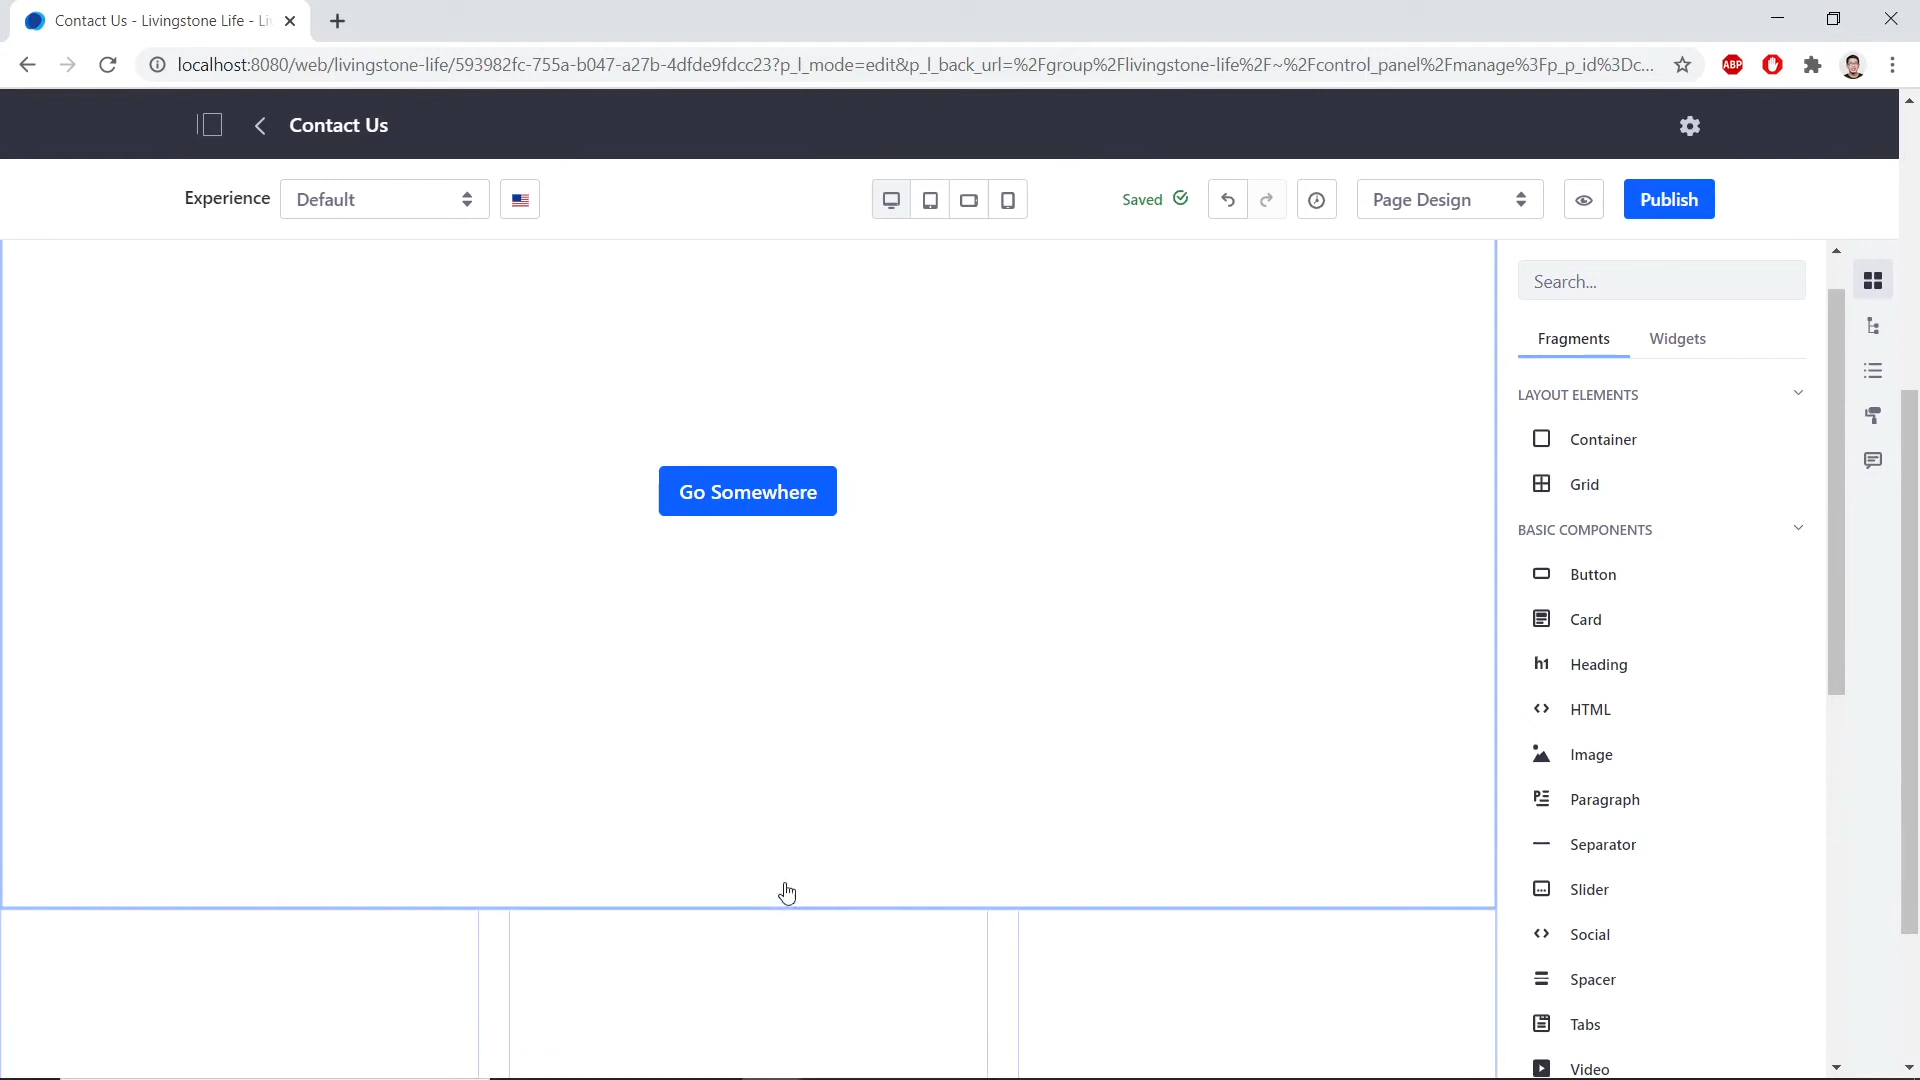 Contact Us - Livingstone Life - Li
localhost:8080/web/livingstone-life/593982fc-755a-b047-a27b-4dfde9fdcc23?p_l_mode=edit&p_l_back_url=%2Fgroup%2Flivingstone-life%2F~%2Fcontrol_panel%2Fmanage%3Fp_p_id%3Dc...
ABP
Contact Us
Experience
Default
Saved
Page Design
Publish
Search...
Fragments
Widgets
LAYOUT ELEMENTS
Container
Grid
Go Somewhere
BASIC COMPONENTS
Button
Card
h1 Heading
HTML
Image
Paragraph
Separator
Slider
Social
Spacer
Tabs
Video